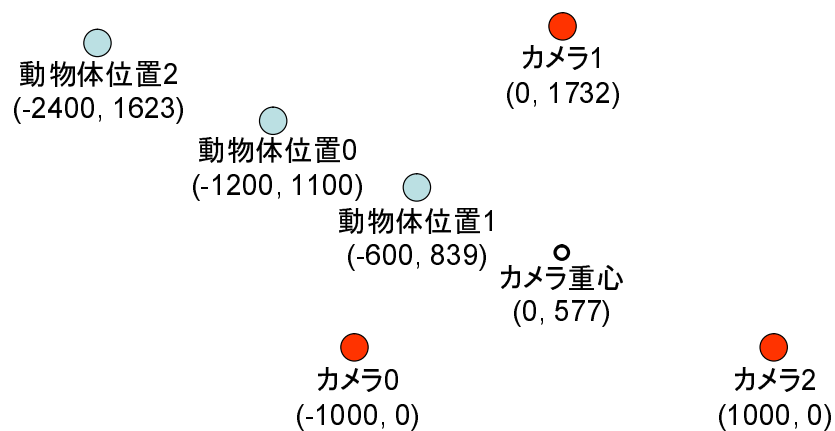 カメラ1
(0, 1732)
動物体位置2
(-2400, 1623)
動物体位置0
(-1200, 1100)
動物体位置1
(-600, 839)
カメラ重心
(0, 577)
カメラ0
(-1000, 0)
カメラ2
(1000, 0)